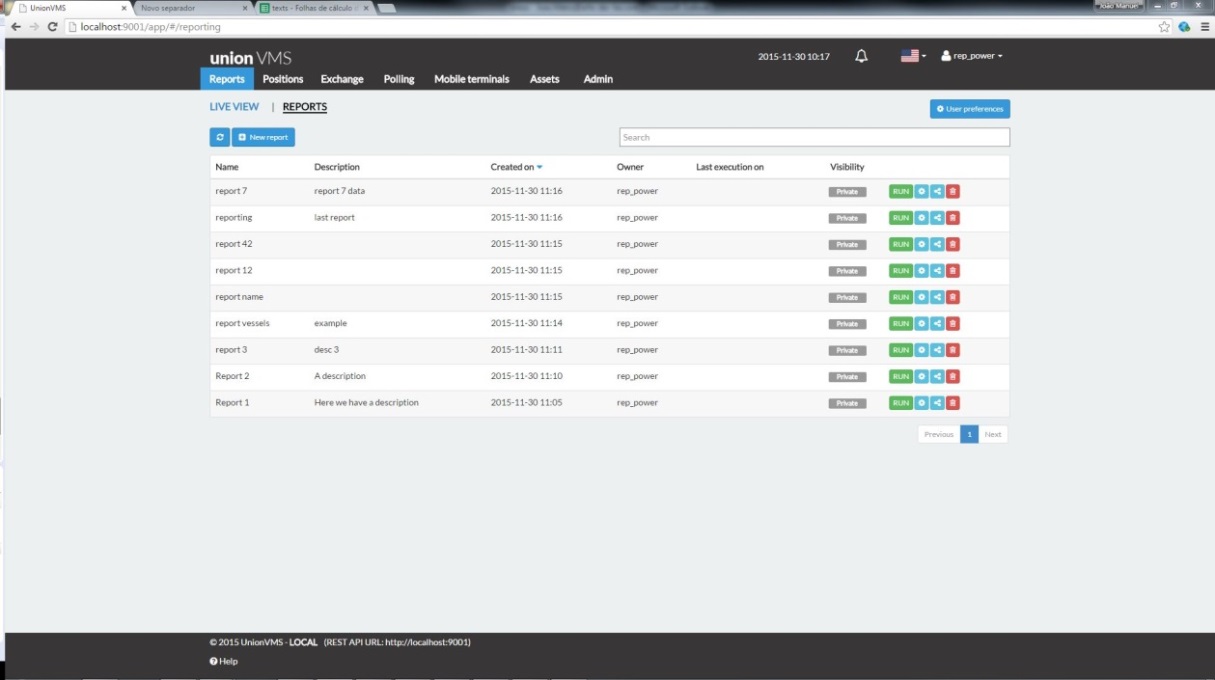 UnionVMS
Novo separador
texts - Folhas de cálculo
João Manuel
localhost:9001/app/#/reporting
union VMS
2015-11-30 10:17
rep_power
Reports Positions Exchange Polling Mobile terminals Assets Admin
LIVE VIEW | REPORTS
User preferences
New report
Search
Name Description Created on Owner Last execution on Visibility
report 7 report 7 data 2015-11-30 11:16 rep_power Private RUN
reporting last report 2015-11-30 11:16 rep_power Private RUN
report 42 2015-11-30 11:15 rep_power Private RUN
report 12 2015-11-30 11:15 rep_power Private RUN
report name 2015-11-30 11:15 rep_power Private RUN
report vessels example 2015-11-30 11:14 rep_power Private RUN
report 3 desc 3 2015-11-30 11:11 rep_power Private RUN
Report 2 A description 2015-11-30 11:10 rep_power Private RUN
Report 1 Here we have a description 2015-11-30 11:05 rep_power Private RUN
Previous 1 Next
© 2015 UnionVMS - LOCAL (REST API URL: http://localhost:9001)
Help